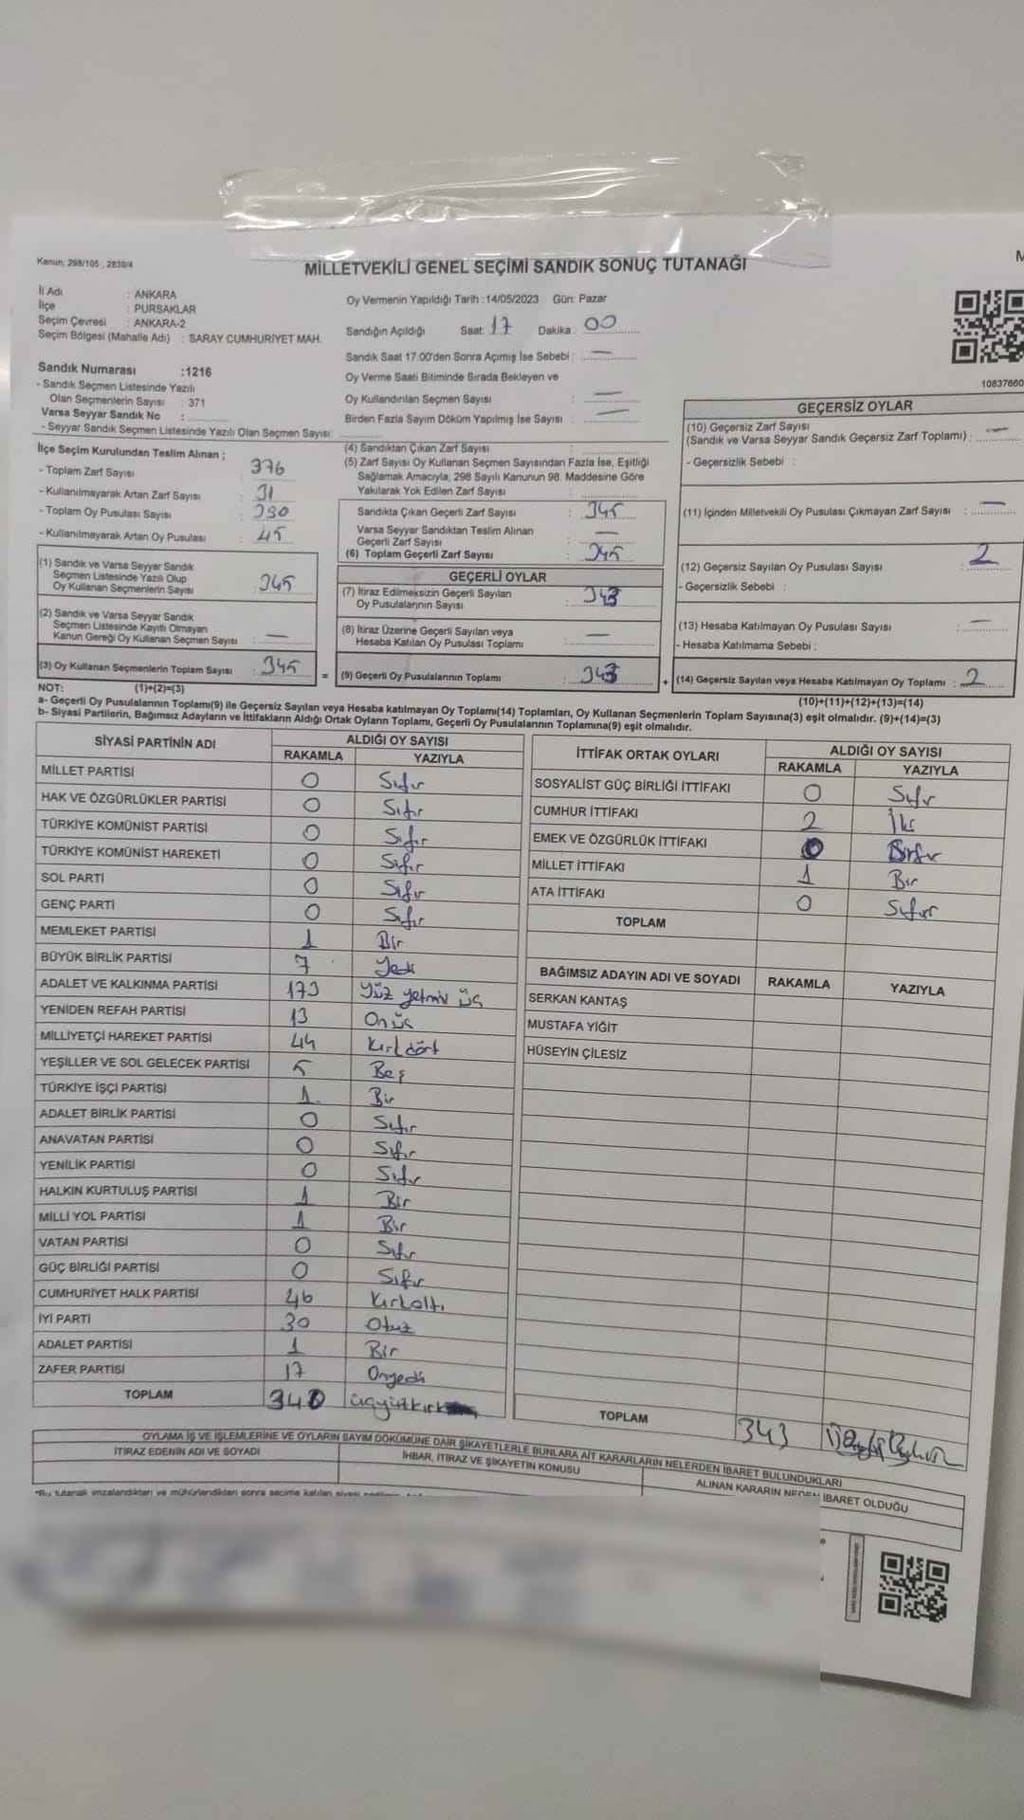 Kanun; 298/105 , 2839/4
MİLLETVEKİLİ GENEL SEÇİMİ SANDIK SONUÇ TUTANAĞI
İl Adı : ANKARA
İlçe : PURSAKLAR
Seçim Çevresi : ANKARA-2
Seçim Bölgesi (Mahalle Adı) : SARAY CUMHURİYET MAH.
Sandık Numarası :1216
- Sandık Seçmen Listesinde Yazılı
Olan Seçmenlerin Sayısı : 371
Varsa Seyyar Sandık No :
- Seyyar Sandık Seçmen Listesinde Yazılı Olan Seçmen Sayısı:
Oy Vermenin Yapıldığı Tarih : 14/05/2023 Gün: Pazar
Sandığın Açıldığı Saat: 17 Dakika : 00
Sandık Saat 17:00'den Sonra Açımış İse Sebebi : —
Oy Verme Saati Bitiminde Sırada Bekleyen ve
Oy Kullandırılan Seçmen Sayısı : —
Birden Fazla Sayım Döküm Yapılmış İse Sayısı : —
10837660
İlçe Seçim Kurulundan Teslim Alınan ;
- Toplam Zarf Sayısı : 376
- Kullanılmayarak Artan Zarf Sayısı : 31
- Toplam Oy Pusulası Sayısı : 390
- Kullanılmayarak Artan Oy Pusulası : 45
(1) Sandık ve Varsa Seyyar Sandık
Seçmen Listesinde Yazılı Olup
Oy Kullanan Seçmenlerin Sayısı : 345
(2) Sandık ve Varsa Seyyar Sandık
Seçmen Listesinde Kayıtlı Olmayan
Kanun Gereği Oy Kullanan Seçmen Sayısı : —
(3) Oy Kullanan Seçmenlerin Toplam Sayısı : 345
(4) Sandıktan Çıkan Zarf Sayısı :
(5) Zarf Sayısı Oy Kullanan Seçmen Sayısından Fazla İse, Eşitliği
Sağlamak Amacıyla, 298 Sayılı Kanunun 98. Maddesine Göre
Yakılarak Yok Edilen Zarf Sayısı :
Sandıkta Çıkan Geçerli Zarf Sayısı : 345
Varsa Seyyar Sandıktan Teslim Alınan
Geçerli Zarf Sayısı : —
(6) Toplam Geçerli Zarf Sayısı : 345
GEÇERLİ OYLAR
(7) İtiraz Edilmeksizin Geçerli Sayılan
Oy Pusulalarının Sayısı : 343
(8) İtiraz Üzerine Geçerli Sayılan veya
Hesaba Katılan Oy Pusulası Toplamı : —
= (9) Geçerli Oy Pusulalarının Toplamı : 343
GEÇERSİZ OYLAR
(10) Geçersiz Zarf Sayısı
(Sandık ve Varsa Seyyar Sandık Geçersiz Zarf Toplamı) : —
- Geçersizlik Sebebi :
(11) İçinden Milletvekili Oy Pusulası Çıkmayan Zarf Sayısı : —
(12) Geçersiz Sayılan Oy Pusulası Sayısı : 2
- Geçersizlik Sebebi :
(13) Hesaba Katılmayan Oy Pusulası Sayısı : —
- Hesaba Katılmama Sebebi :
+ (14) Geçersiz Sayılan veya Hesaba Katılmayan Oy Toplamı : 2
NOT: (1)+(2)=(3) (10)+(11)+(12)+(13)=(14)
a- Geçerli Oy Pusulalarının Toplamı(9) ile Geçersiz Sayılan veya Hesaba katılmayan Oy Toplamı(14) Toplamları, Oy Kullanan Seçmenlerin Toplam Sayısına(3) eşit olmalıdır. (9)+(14)=(3)
b- Siyasi Partilerin, Bağımsız Adayların ve İttifakların Aldığı Ortak Oyların Toplamı, Geçerli Oy Pusulalarının Toplamına(9) eşit olmalıdır.
SİYASİ PARTİNİN ADI ALDIĞI OY SAYISI
RAKAMLA YAZIYLA
MİLLET PARTİSİ 0 Sıfır
HAK VE ÖZGÜRLÜKLER PARTİSİ 0 Sıfır
TÜRKİYE KOMÜNİST PARTİSİ 0 Sıfır
TÜRKİYE KOMÜNİST HAREKETİ 0 Sıfır
SOL PARTİ 0 Sıfır
GENÇ PARTİ 0 Sıfır
MEMLEKET PARTİSİ 1 Bir
BÜYÜK BİRLİK PARTİSİ 7 Yedi
ADALET VE KALKINMA PARTİSİ 173 Yüz yetmiş üç
YENİDEN REFAH PARTİSİ 13 Onüç
MİLLİYETÇİ HAREKET PARTİSİ 44 Kırkdört
YEŞİLLER VE SOL GELECEK PARTİSİ 5 Beş
TÜRKİYE İŞÇİ PARTİSİ 1 Bir
ADALET BİRLİK PARTİSİ 0 Sıfır
ANAVATAN PARTİSİ 0 Sıfır
YENİLİK PARTİSİ 0 Sıfır
HALKIN KURTULUŞ PARTİSİ 1 Bir
MİLLİ YOL PARTİSİ 1 Bir
VATAN PARTİSİ 0 Sıfır
GÜÇ BİRLİĞİ PARTİSİ 0 Sıfır
CUMHURİYET HALK PARTİSİ 46 Kırkaltı
İYİ PARTİ 30 Otuz
ADALET PARTİSİ 1 Bir
ZAFER PARTİSİ 17 Onyedi
TOPLAM 340 üçyüzkırk
İTTİFAK ORTAK OYLARI ALDIĞI OY SAYISI
RAKAMLA YAZIYLA
SOSYALİST GÜÇ BİRLİĞİ İTTİFAKI 0 Sıfır
CUMHUR İTTİFAKI 2 İki
EMEK VE ÖZGÜRLÜK İTTİFAKI 0
MİLLET İTTİFAKI 1 Bir
ATA İTTİFAKI 0 Sıfır
TOPLAM
BAĞIMSIZ ADAYIN ADI VE SOYADI RAKAMLA YAZIYLA
SERKAN KANTAŞ
MUSTAFA YİĞİT
HÜSEYİN ÇİLESİZ
TOPLAM 343
OYLAMA İŞ VE İŞLEMLERİNE VE OYLARIN SAYIM DÖKÜMÜNE DAİR ŞİKAYETLERLE BUNLARA AİT KARARLARIN NELERDEN İBARET BULUNDUKLARI
İTİRAZ EDENİN ADI VE SOYADI İHBAR, İTİRAZ VE ŞİKAYETİN KONUSU ALINAN KARARIN NEDEN İBARET OLDUĞU
*Bu tutanak imzalandıktan ve mühürlendikten sonra seçime katılan siyasi